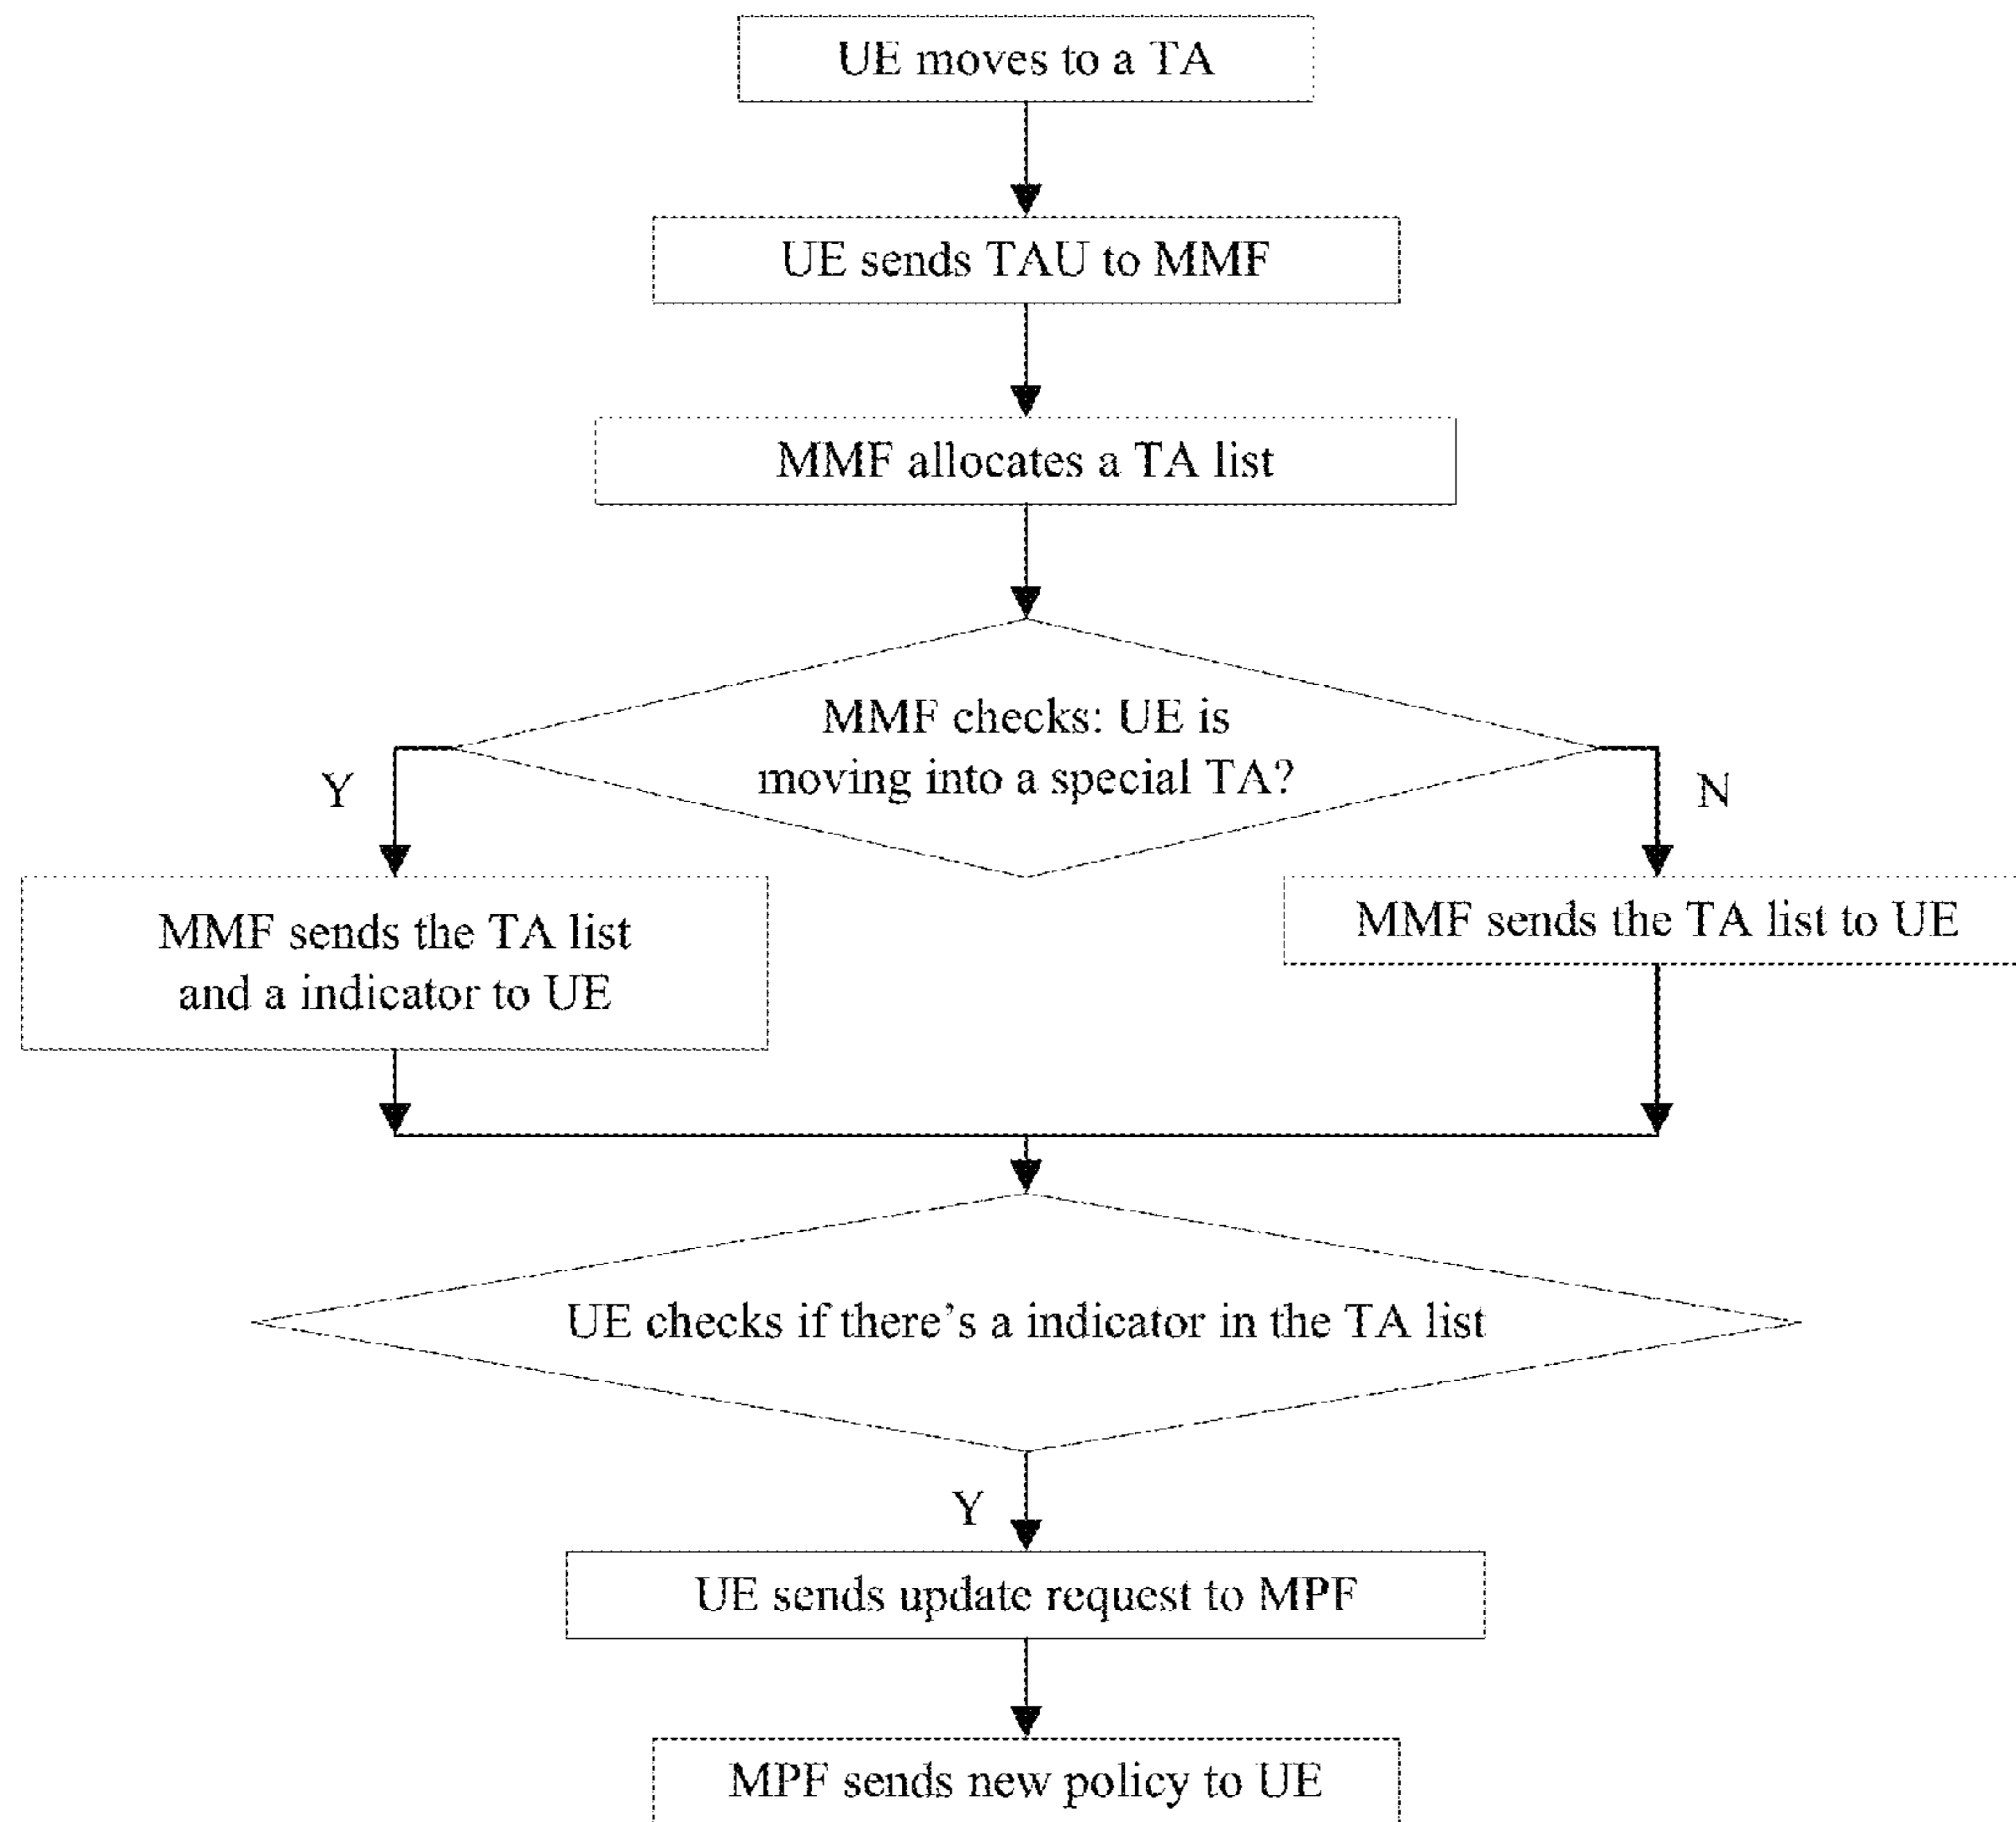 UE moves to a TA
UE sends TAU to MMF
MMF allocates a TA list
MMF checks: UE is
moving into a special TA?
Y
N
MMF sends the TA list
and a indicator to UE
MMF sends the TA list to UE
UE checks if there's a indicator in the TA list
Y
UE sends update request to MPF
MPF sends new policy to UE